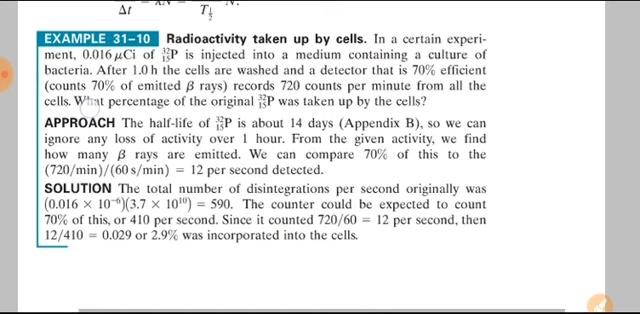 Δt
T½
EXAMPLE 31–10 Radioactivity taken up by cells. In a certain experi-
ment, 0.016 μCi of ³²₁₅P is injected into a medium containing a culture of
bacteria. After 1.0 h the cells are washed and a detector that is 70% efficient
(counts 70% of emitted β rays) records 720 counts per minute from all the
cells. What percentage of the original ³²₁₅P was taken up by the cells?
APPROACH The half-life of ³²₁₅P is about 14 days (Appendix B), so we can
ignore any loss of activity over 1 hour. From the given activity, we find
how many β rays are emitted. We can compare 70% of this to the
(720/min)/(60 s/min) = 12 per second detected.
SOLUTION The total number of disintegrations per second originally was
(0.016 × 10⁻⁶)(3.7 × 10¹⁰) = 590. The counter could be expected to count
70% of this, or 410 per second. Since it counted 720/60 = 12 per second, then
12/410 = 0.029 or 2.9% was incorporated into the cells.